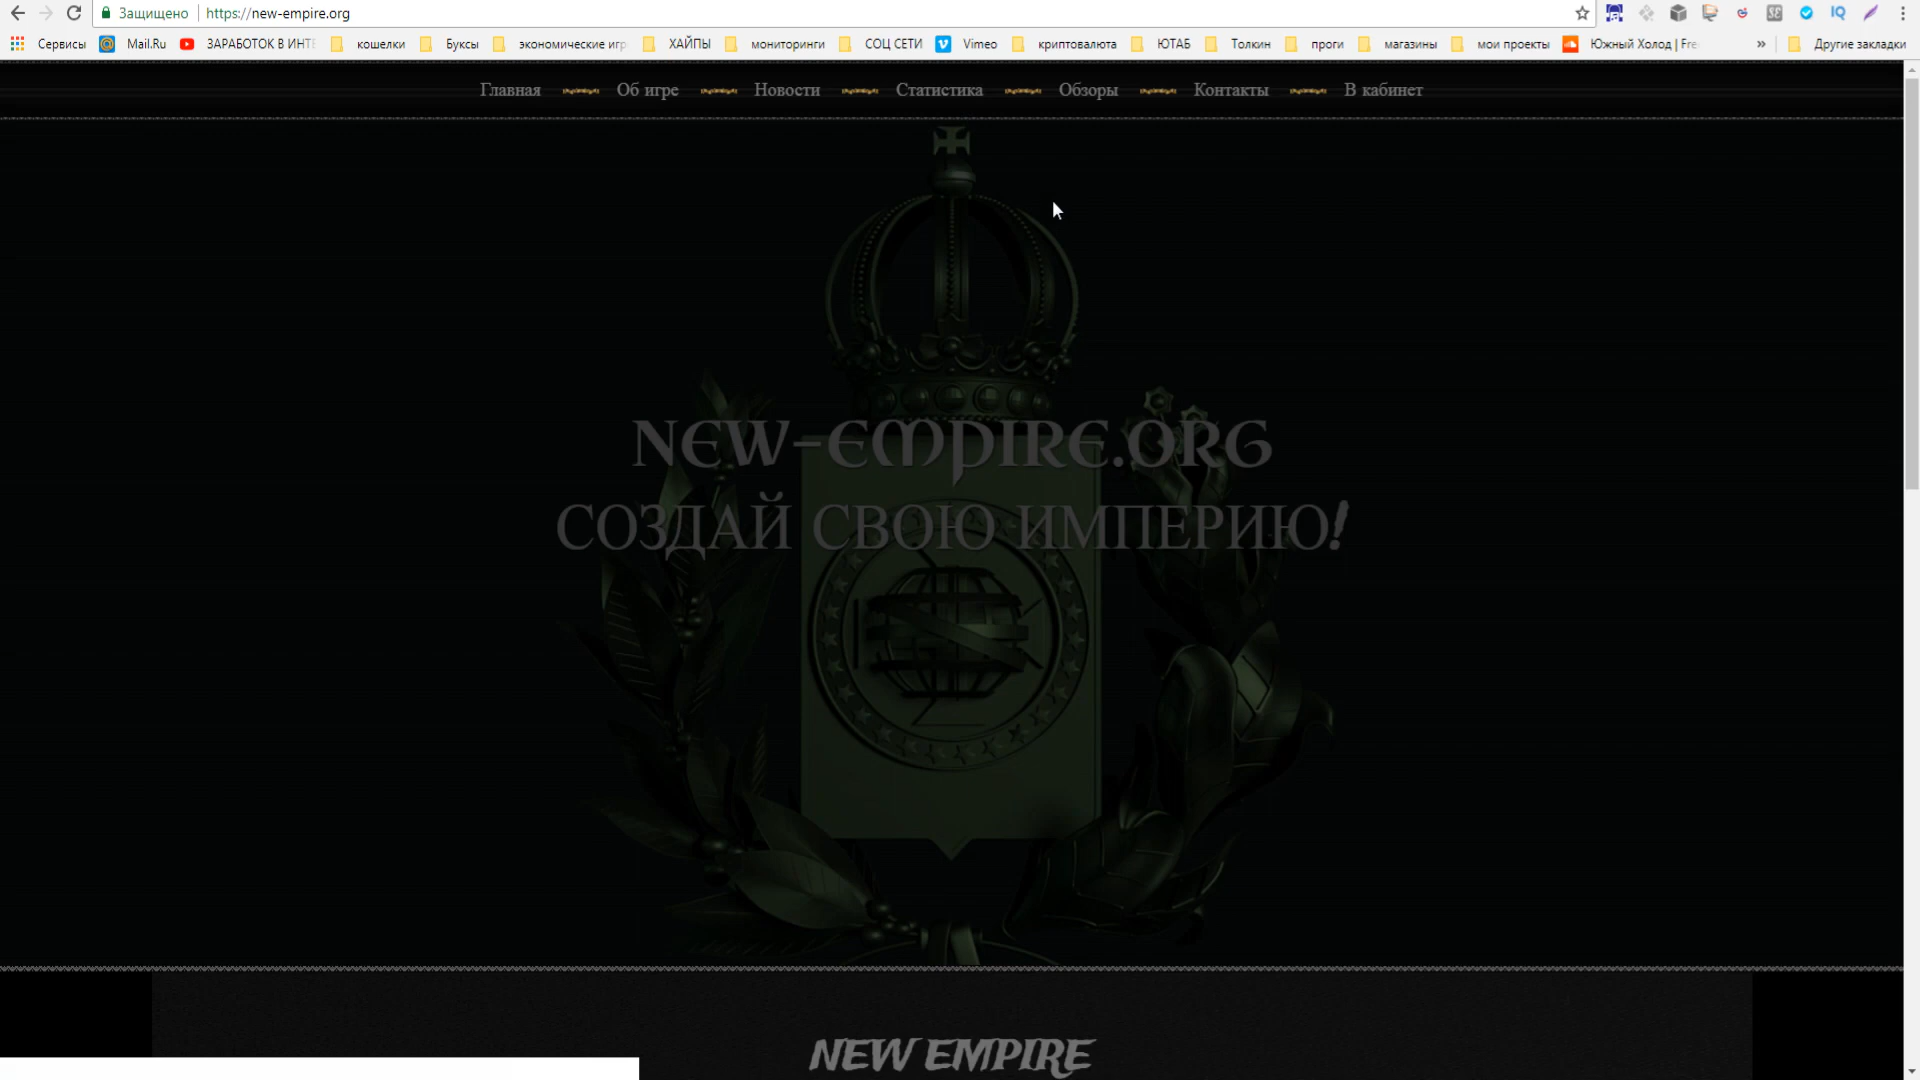 Защищено https://new-empire.org
Сервисы Mail.Ru ЗАРАБОТОК В ИНТЕ кошелки Буксы экономические игр ХАЙПЫ мониторинги СОЦ СЕТИ Vimeo криптовалюта ЮТАБ Толкин проги магазины мои проекты Южный Холод | Fre » Другие закладки
Главная Об игре Новости Статистика Обзоры Контакты В кабинет
NEW-EMPIRE.ORG
СОЗДАЙ СВОЮ ИМПЕРИЮ!
NEW EMPIRE